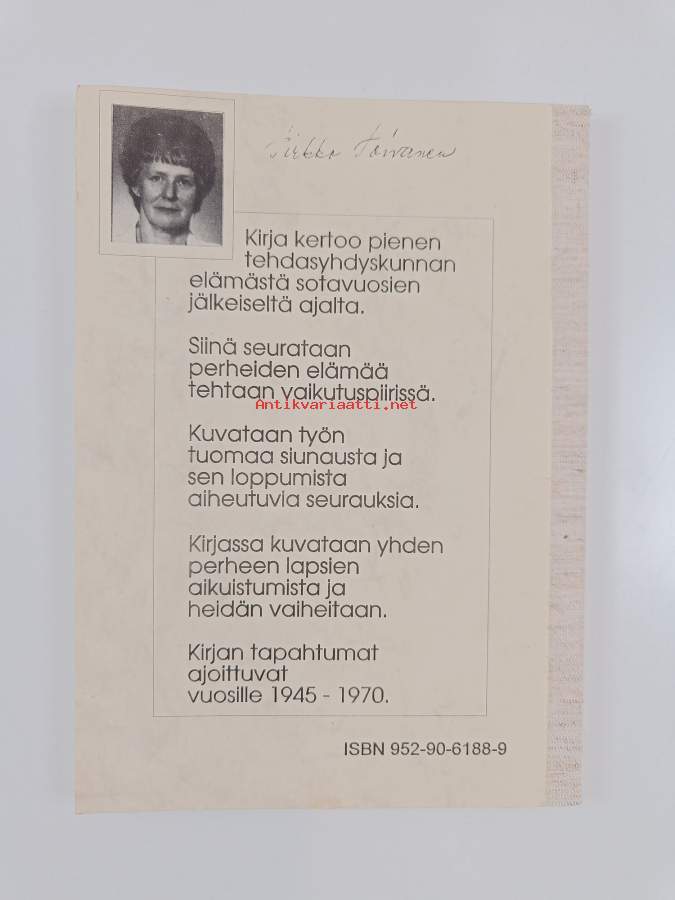 Pirkko Toivanen
Kirja kertoo pienen
tehdasyhdyskunnan
elämästä sotavuosien
jälkeiseltä ajalta.
Siinä seurataan
perheiden elämää
tehtaan vaikutuspiirissä.
Antikvariaatti.net
Kuvataan työn
tuomaa siunausta ja
sen loppumista
aiheutuvia seurauksia.
Kirjassa kuvataan yhden
perheen lapsien
aikuistumista ja
heidän vaiheitaan.
Kirjan tapahtumat
ajoittuvat
vuosille 1945 - 1970.
ISBN 952-90-6188-9